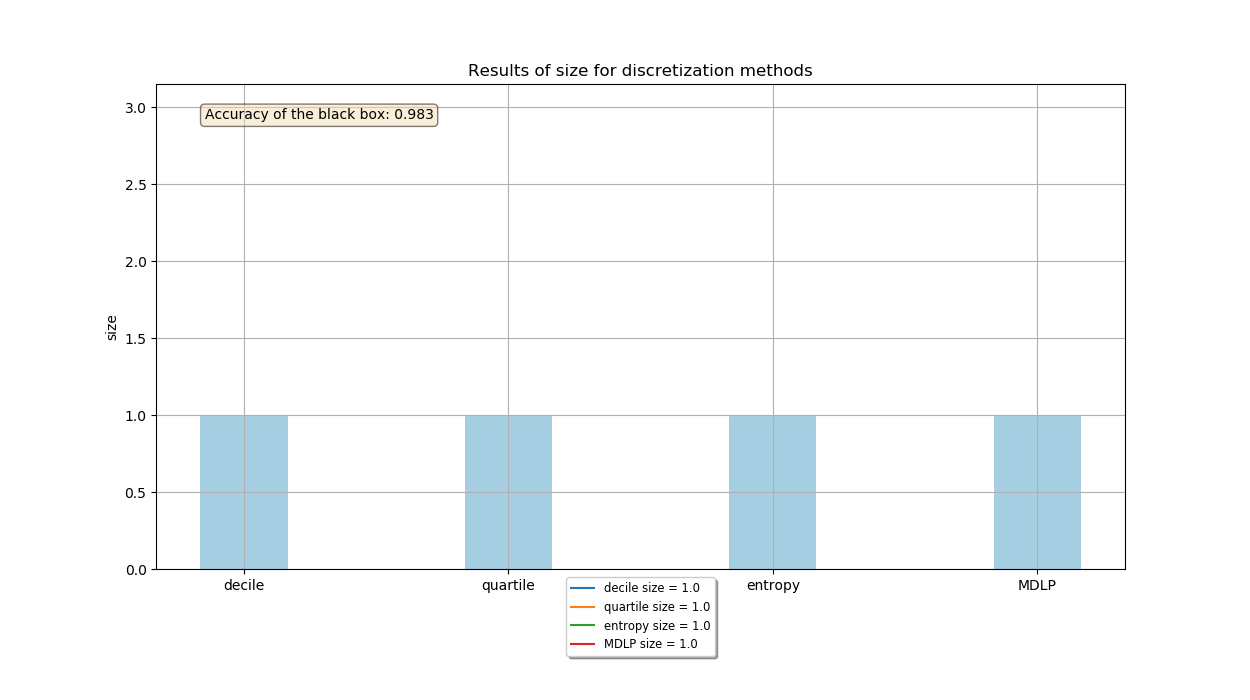 Results of size for discretization methods
Accuracy of the black box: 0.983
3.0
2.5
2.0
1.5
1.0
0.5
0.0
size
decile quartile entropy MDLP
decile size = 1.0
quartile size = 1.0
entropy size = 1.0
MDLP size = 1.0